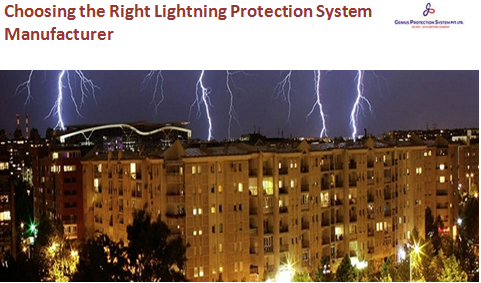 Choosing the Right Lightning Protection System
Manufacturer
GENIUS PROTECTION SYSTEM PVT. LTD.